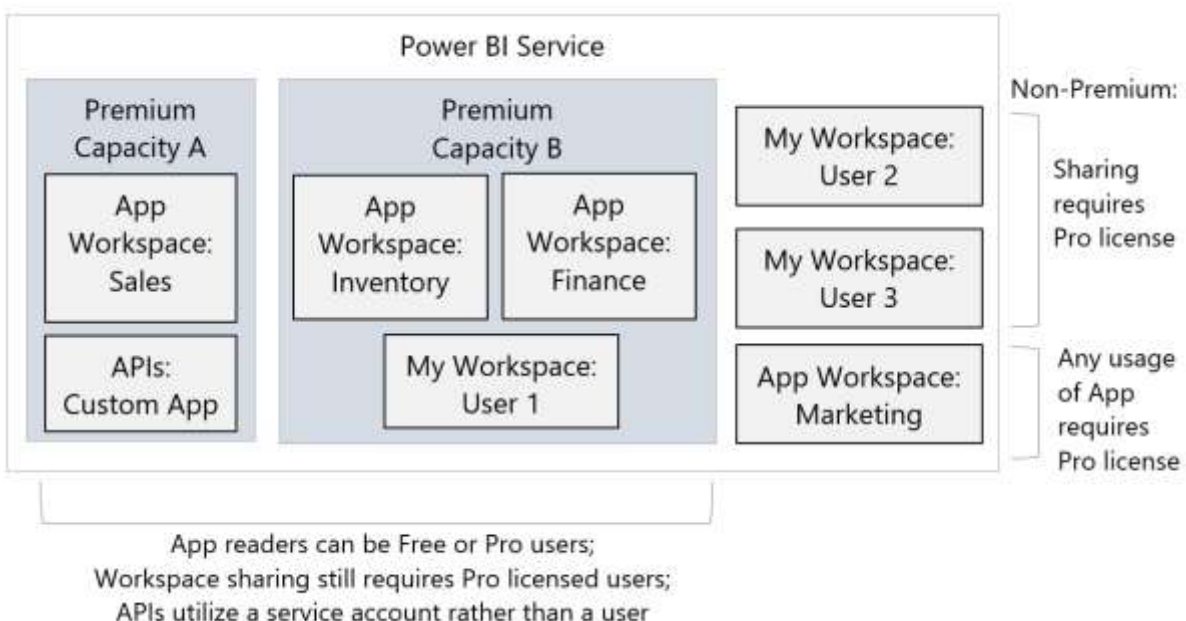 Power BI Service
Premium
Capacity A
App
Workspace:
Sales
APIs:
Custom App
Premium
Capacity B
App
Workspace:
Inventory
App
Workspace:
Finance
My Workspace:
User 1
My Workspace:
User 2
My Workspace:
User 3
App Workspace:
Marketing
Non-Premium:
Sharing
requires
Pro license
Any usage
of App
requires
Pro license
App readers can be Free or Pro users;
Workspace sharing still requires Pro licensed users;
APIs utilize a service account rather than a user